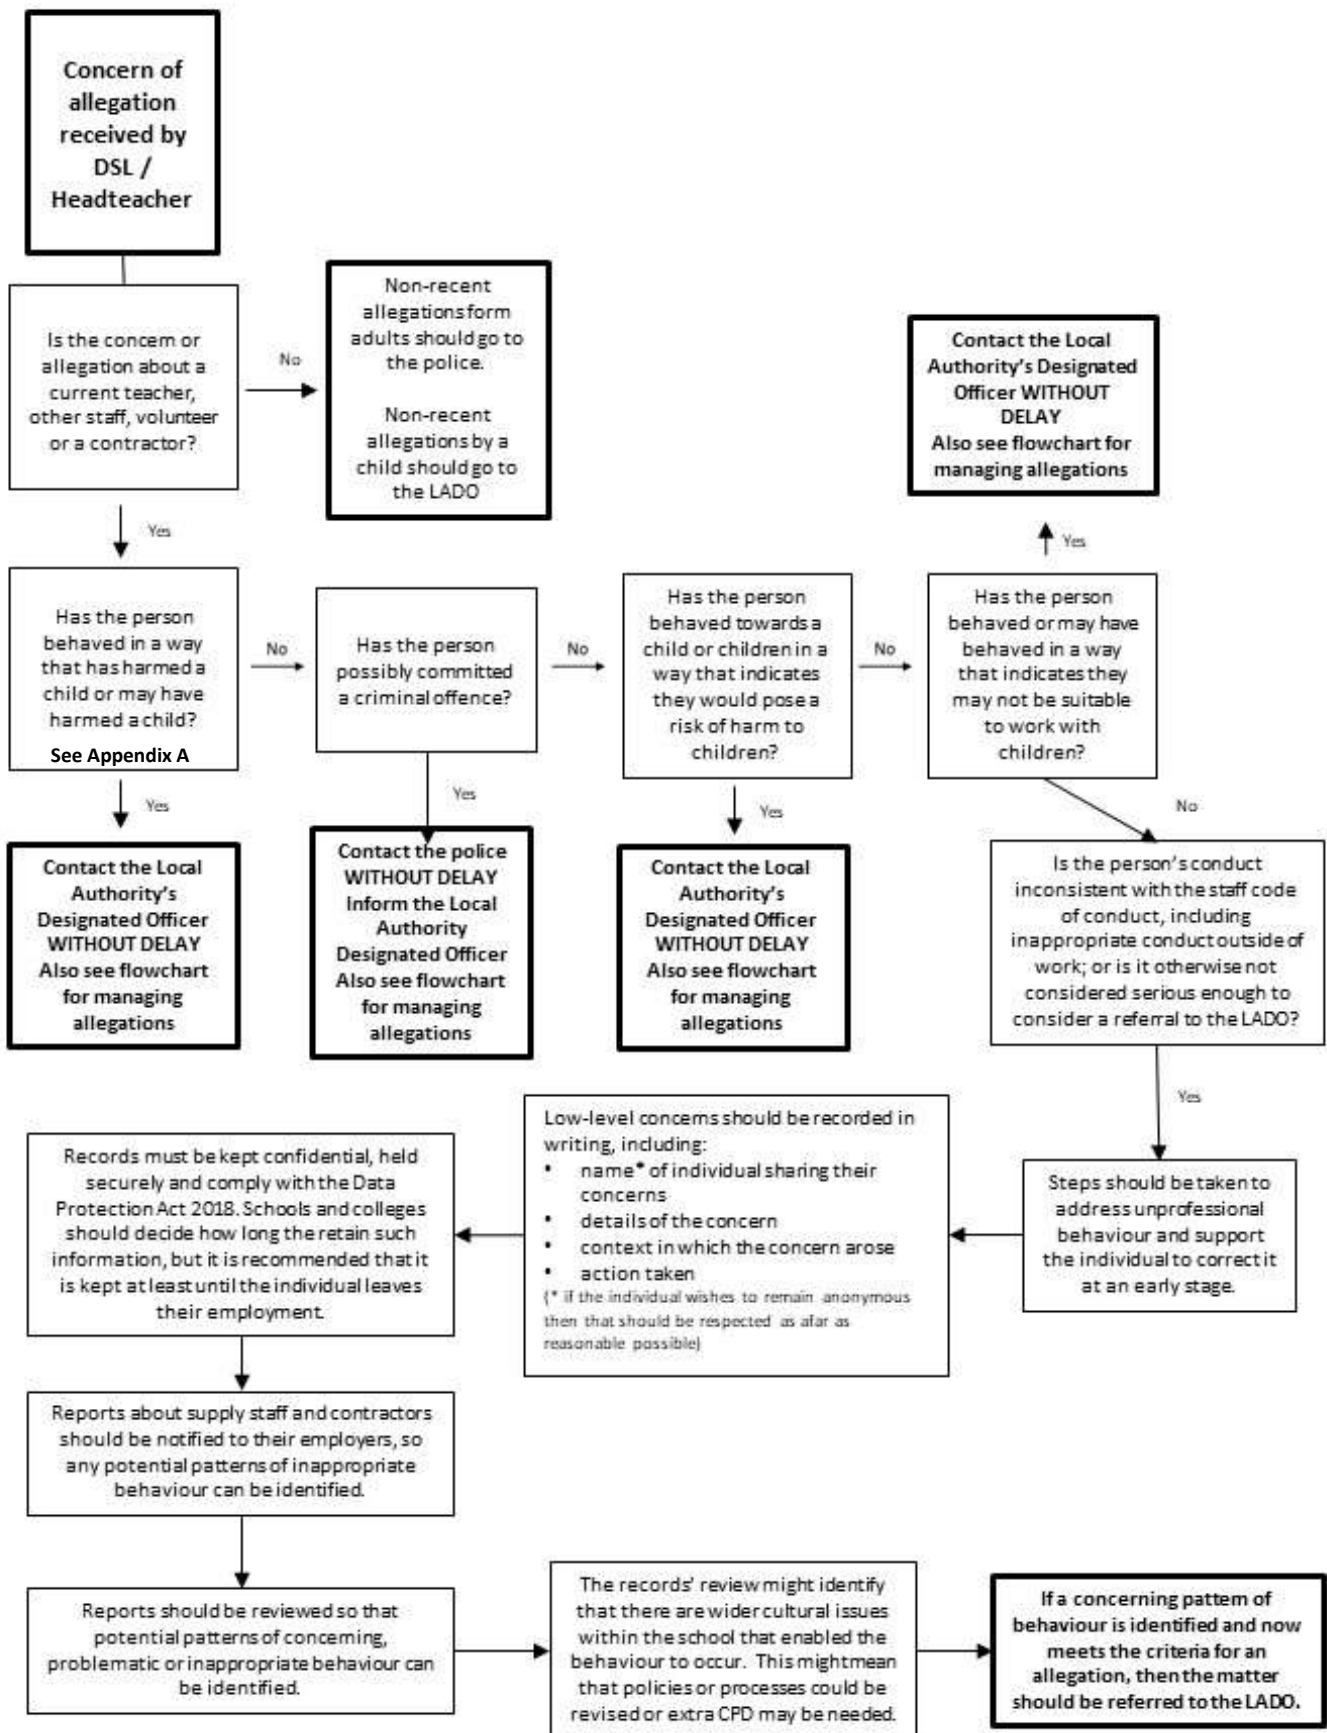 Concern of
allegation
received by
DSL /
Headteacher
Is the concern or
allegation about a
current teacher,
other staff, volunteer
or a contractor?
No
Non-recent
allegations form
adults should go to
the police.
Non-recent
allegations by a
child should go to
the LADO
Contact the Local
Authority's Designated
Officer WITHOUT
DELAY
Also see flowchart for
managing allegations
Yes
Yes
Has the person
behaved in a way
that has harmed a
child or may have
harmed a child?
See Appendix A
No
Has the person
possibly committed
a criminal offence?
No
Has the person
behaved towards a
child or children in a
way that indicates
they would pose a
risk of harm to
children?
No
Has the person
behaved or may have
behaved in a way
that indicates they
may not be suitable
to work with
children?
Yes
Yes
Yes
No
Contact the Local
Authority's
Designated Officer
WITHOUT DELAY
Also see flowchart
for managing
allegations
Contact the police
WITHOUT DELAY
Inform the Local
Authority
Designated Officer
Also see flowchart
for managing
allegations
Contact the Local
Authority's
Designated Officer
WITHOUT DELAY
Also see flowchart
for managing
allegations
Is the person's conduct
inconsistent with the staff code
of conduct, including
inappropriate conduct outside of
work; or is it otherwise not
considered serious enough to
consider a referral to the LADO?
Yes
Steps should be taken to
address unprofessional
behaviour and support
the individual to correct it
at an early stage.
Low-level concerns should be recorded in
writing, including:
• name* of individual sharing their
concerns
• details of the concern
• context in which the concern arose
• action taken
(* if the individual wishes to remain anonymous
then that should be respected as afar as
reasonable possible)
Records must be kept confidential, held
securely and comply with the Data
Protection Act 2018. Schools and colleges
should decide how long the retain such
information, but it is recommended that it
is kept at least until the individual leaves
their employment.
Reports about supply staff and contractors
should be notified to their employers, so
any potential patterns of inappropriate
behaviour can be identified.
Reports should be reviewed so that
potential patterns of concerning,
problematic or inappropriate behaviour can
be identified.
The records' review might identify
that there are wider cultural issues
within the school that enabled the
behaviour to occur. This might mean
that policies or processes could be
revised or extra CPD may be needed.
If a concerning pattern of
behaviour is identified and now
meets the criteria for an
allegation, then the matter
should be referred to the LADO.